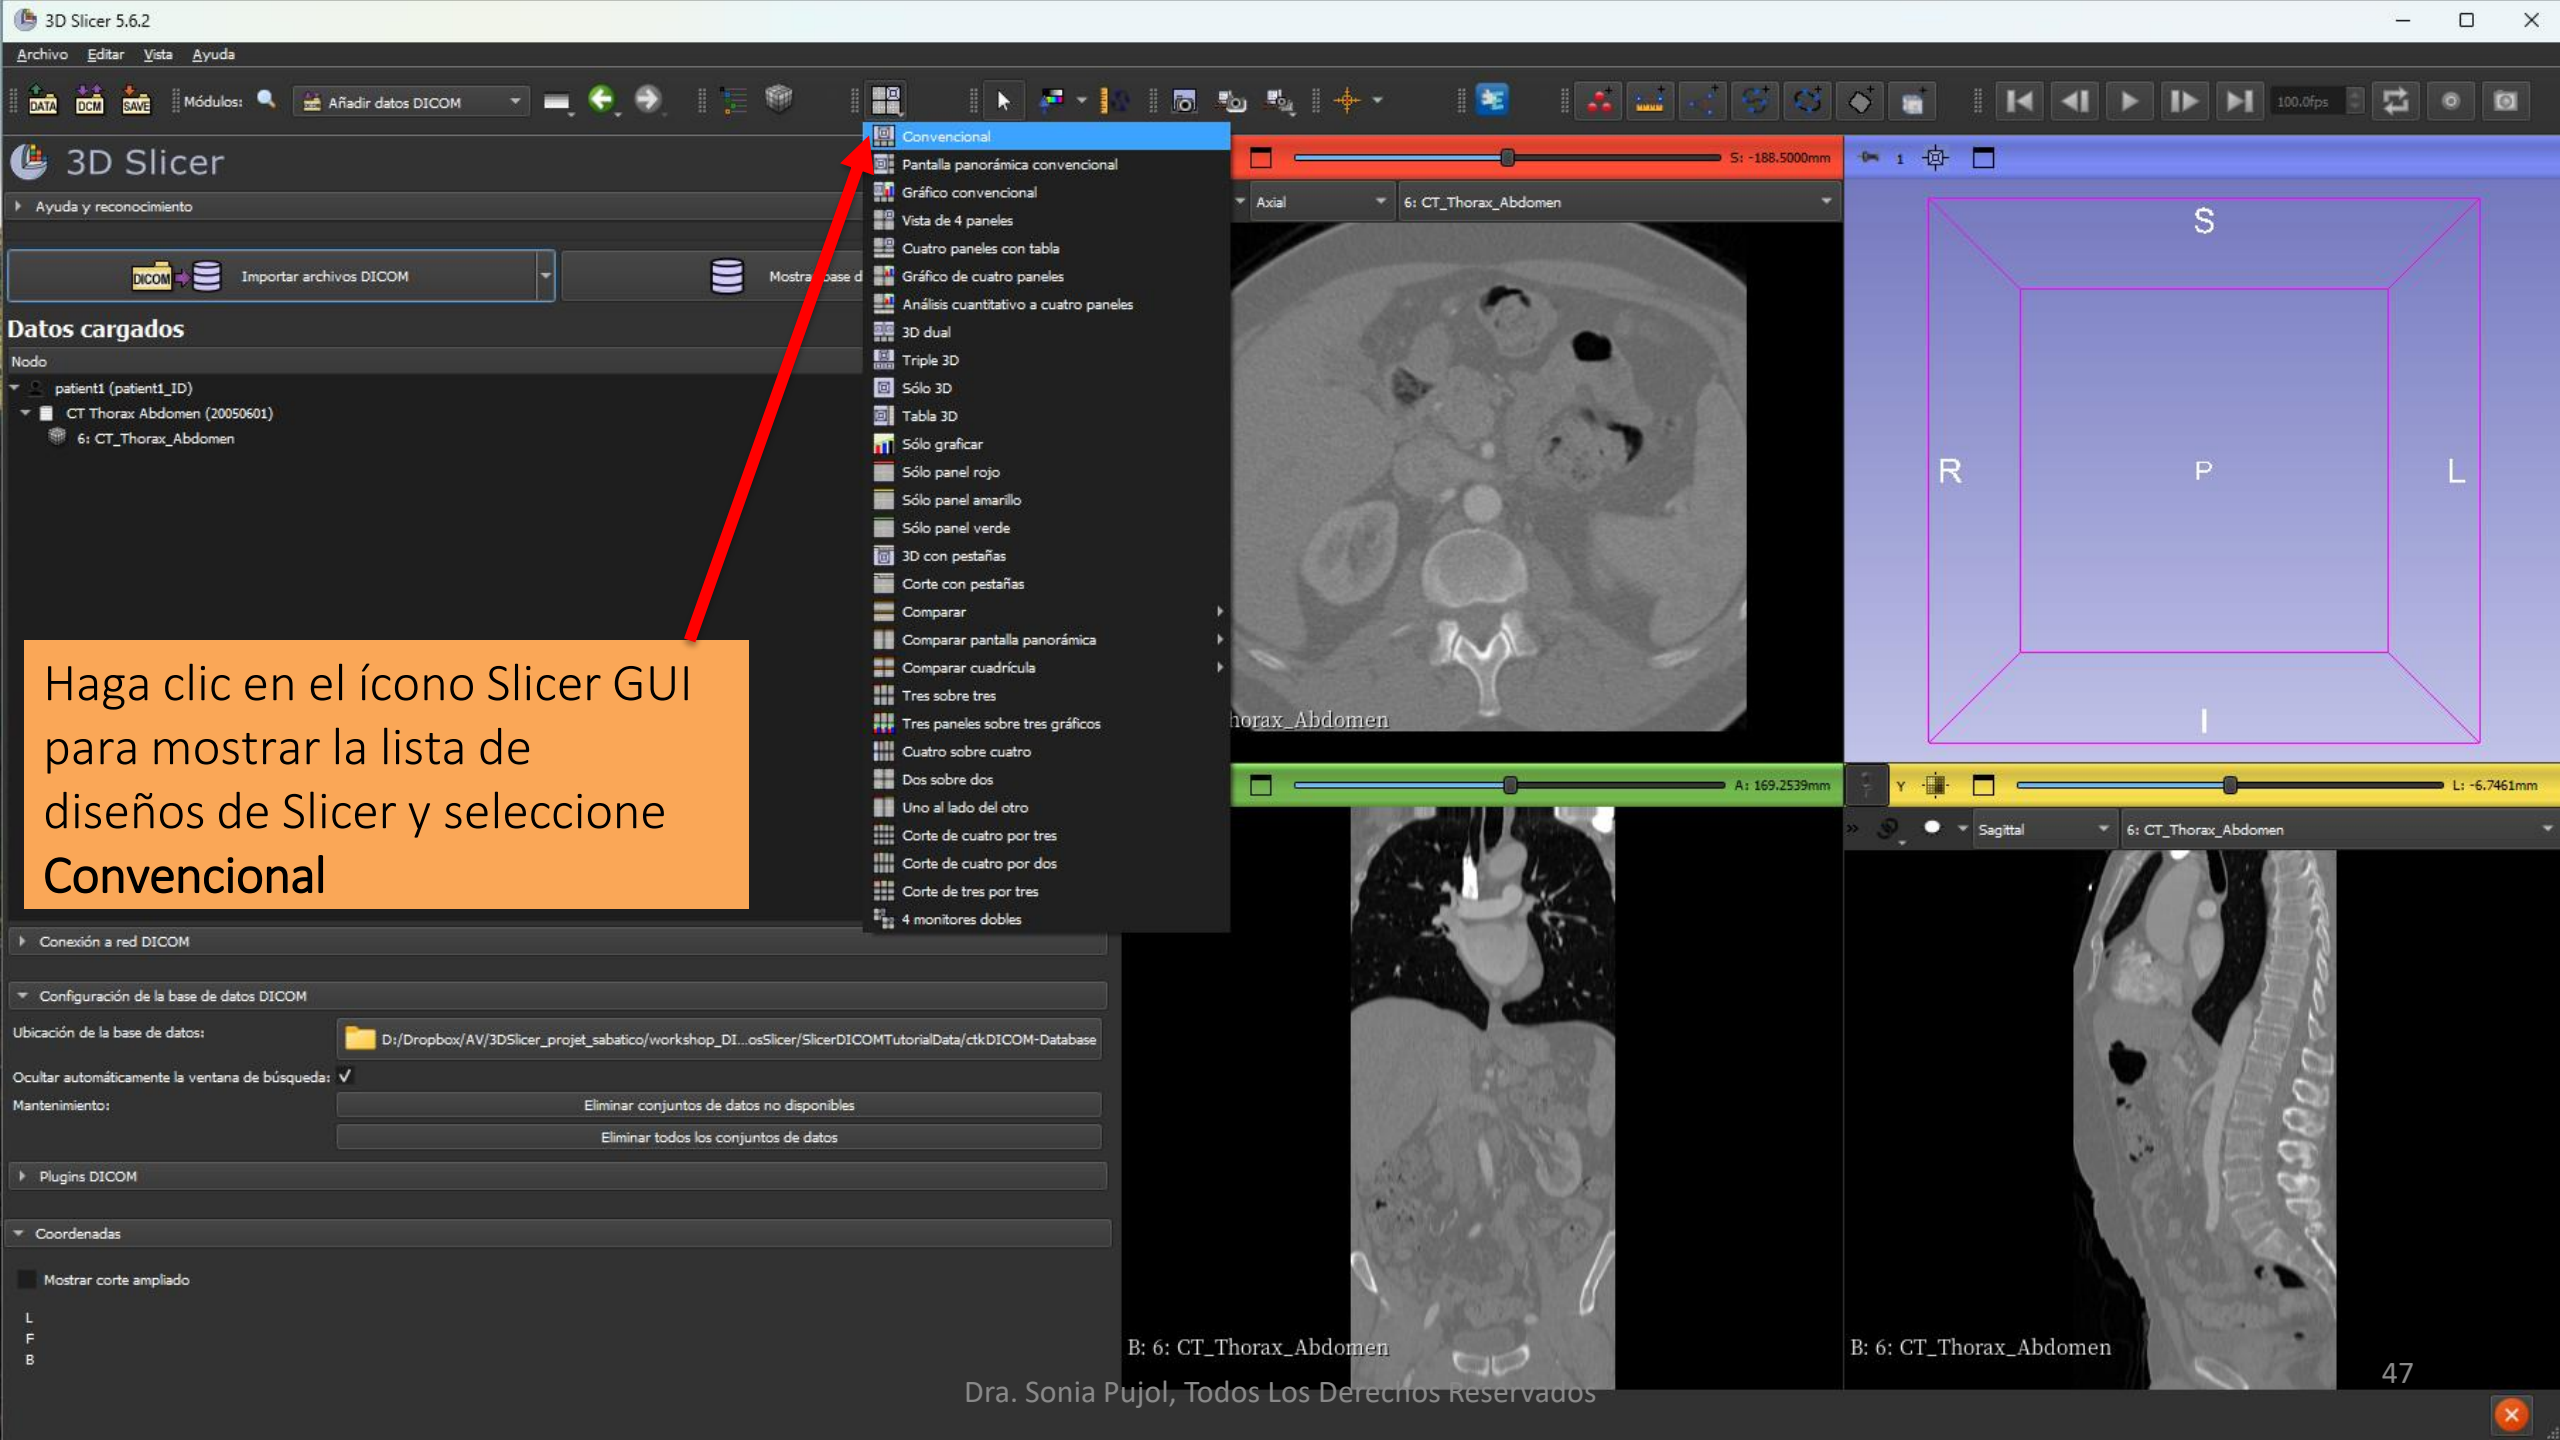 3D Slicer 5.6.2
Archivo Editar Vista Ayuda
DATA DCM SAVE Módulos: Añadir datos DICOM 100.0fps
3D Slicer
Ayuda y reconocimiento
DICOM Importar archivos DICOM
Mostrar base d
Datos cargados
Nodo
patient1 (patient1_ID)
CT Thorax Abdomen (20050601)
6: CT_Thorax_Abdomen
Haga clic en el ícono Slicer GUI
para mostrar la lista de
diseños de Slicer y seleccione
Convencional
Conexión a red DICOM
Configuración de la base de datos DICOM
Ubicación de la base de datos: D:/Dropbox/AV/3DSlicer_projet_sabatico/workshop_DI...osSlicer/SlicerDICOMTutorialData/ctkDICOM-Database
Ocultar automáticamente la ventana de búsqueda:
Mantenimiento: Eliminar conjuntos de datos no disponibles
Eliminar todos los conjuntos de datos
Plugins DICOM
Coordenadas
Mostrar corte ampliado
L
F
B
Convencional
Pantalla panorámica convencional
Gráfico convencional
Vista de 4 paneles
Cuatro paneles con tabla
Gráfico de cuatro paneles
Análisis cuantitativo a cuatro paneles
3D dual
Triple 3D
Sólo 3D
Tabla 3D
Sólo graficar
Sólo panel rojo
Sólo panel amarillo
Sólo panel verde
3D con pestañas
Corte con pestañas
Comparar
Comparar pantalla panorámica
Comparar cuadrícula
Tres sobre tres
Tres paneles sobre tres gráficos
Cuatro sobre cuatro
Dos sobre dos
Uno al lado del otro
Corte de cuatro por tres
Corte de cuatro por dos
Corte de tres por tres
4 monitores dobles
S: -188.5000mm
Axial 6: CT_Thorax_Abdomen
horax_Abdomen
1
S
R P L
I
A: 169.2539mm
B: 6: CT_Thorax_Abdomen
Y L: -6.7461mm
Sagittal 6: CT_Thorax_Abdomen
B: 6: CT_Thorax_Abdomen
47
Dra. Sonia Pujol, Todos Los Derechos Reservados